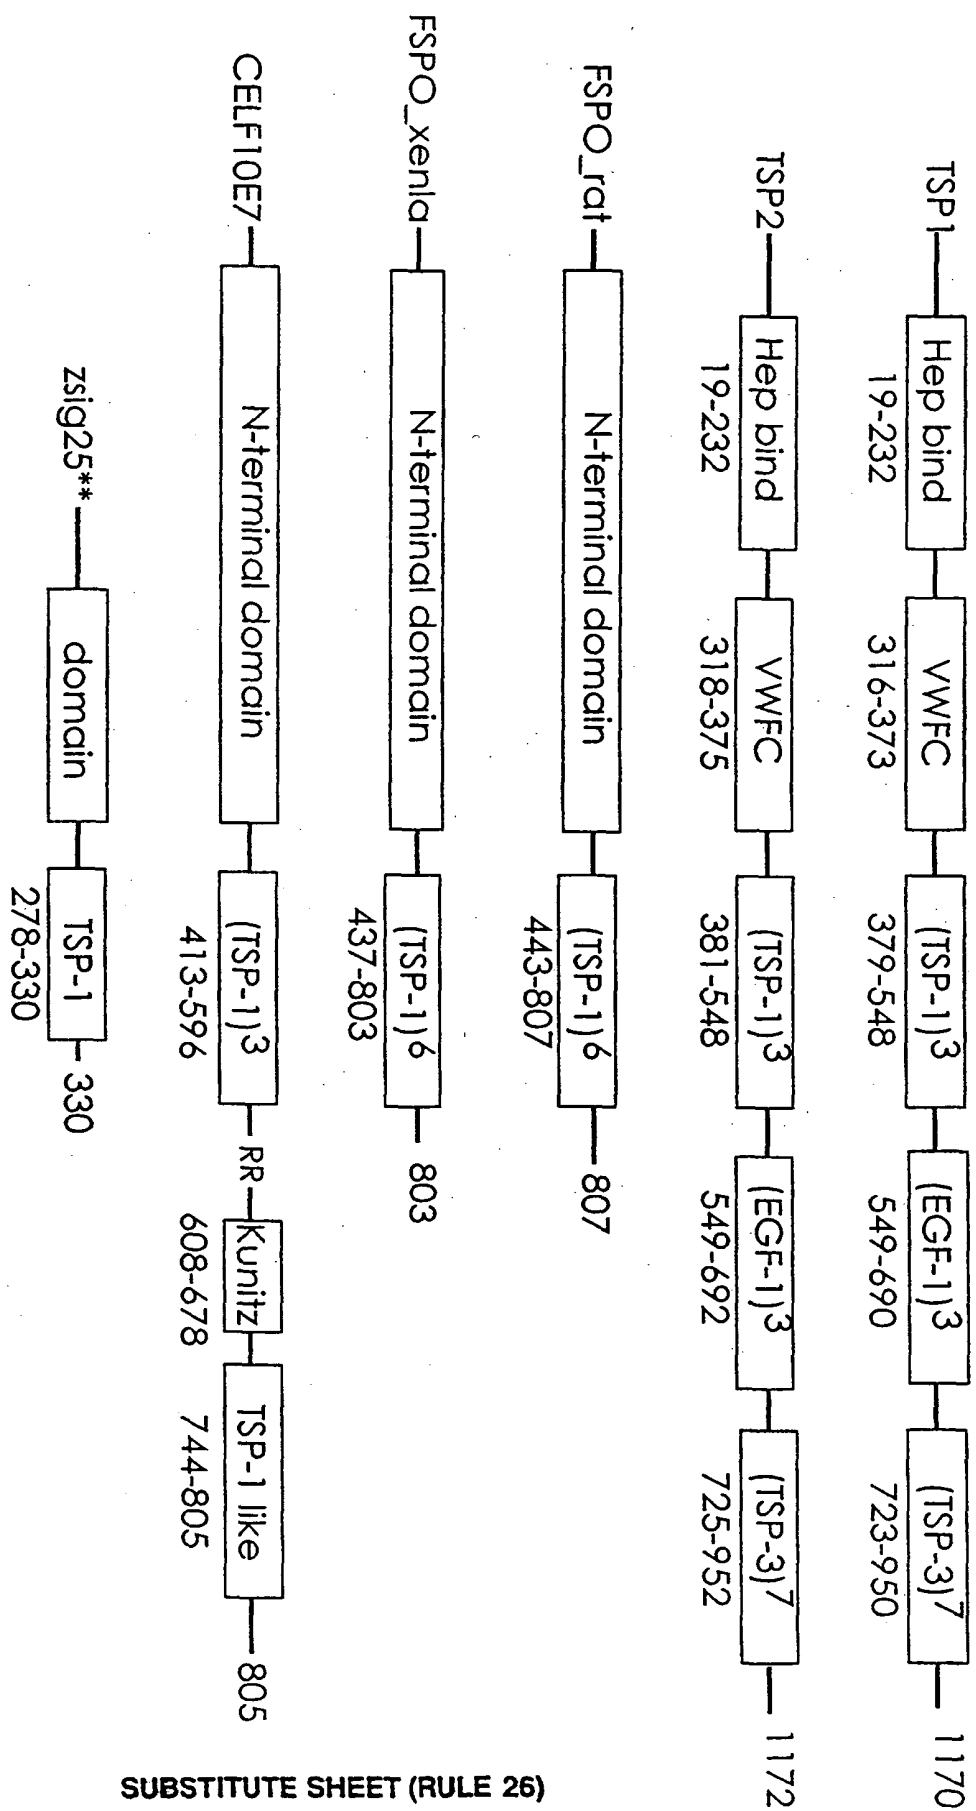 TSP1 Hep bind VWFC (TSP-1)3 (EGF-1)3 (TSP-3)7 1170
19-232 316-373 379-548 549-690 723-950
TSP2 Hep bind VWFC (TSP-1)3 (EGF-1)3 (TSP-3)7 1172
19-232 318-375 381-548 549-692 725-952
FSPO_rat N-terminal domain (TSP-1)6 807
443-807
FSPO_xenla N-terminal domain (TSP-1)6 803
437-803
CELF10E7 N-terminal domain (TSP-1)3 RR Kunitz TSP-1 like 805
413-596 608-678 744-805
zsig25** domain TSP-1 330
278-330
SUBSTITUTE SHEET (RULE 26)